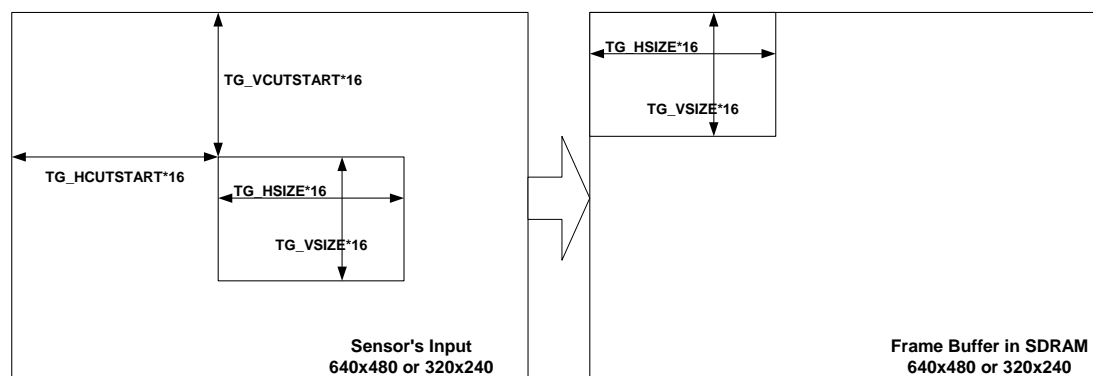 TG_VCUTSTART*16
TG_HCUTSTART*16
TG_HSIZE*16
TG_VSIZE*16
Sensor's Input
640x480 or 320x240
TG_HSIZE*16
TG_VSIZE*16
Frame Buffer in SDRAM
640x480 or 320x240